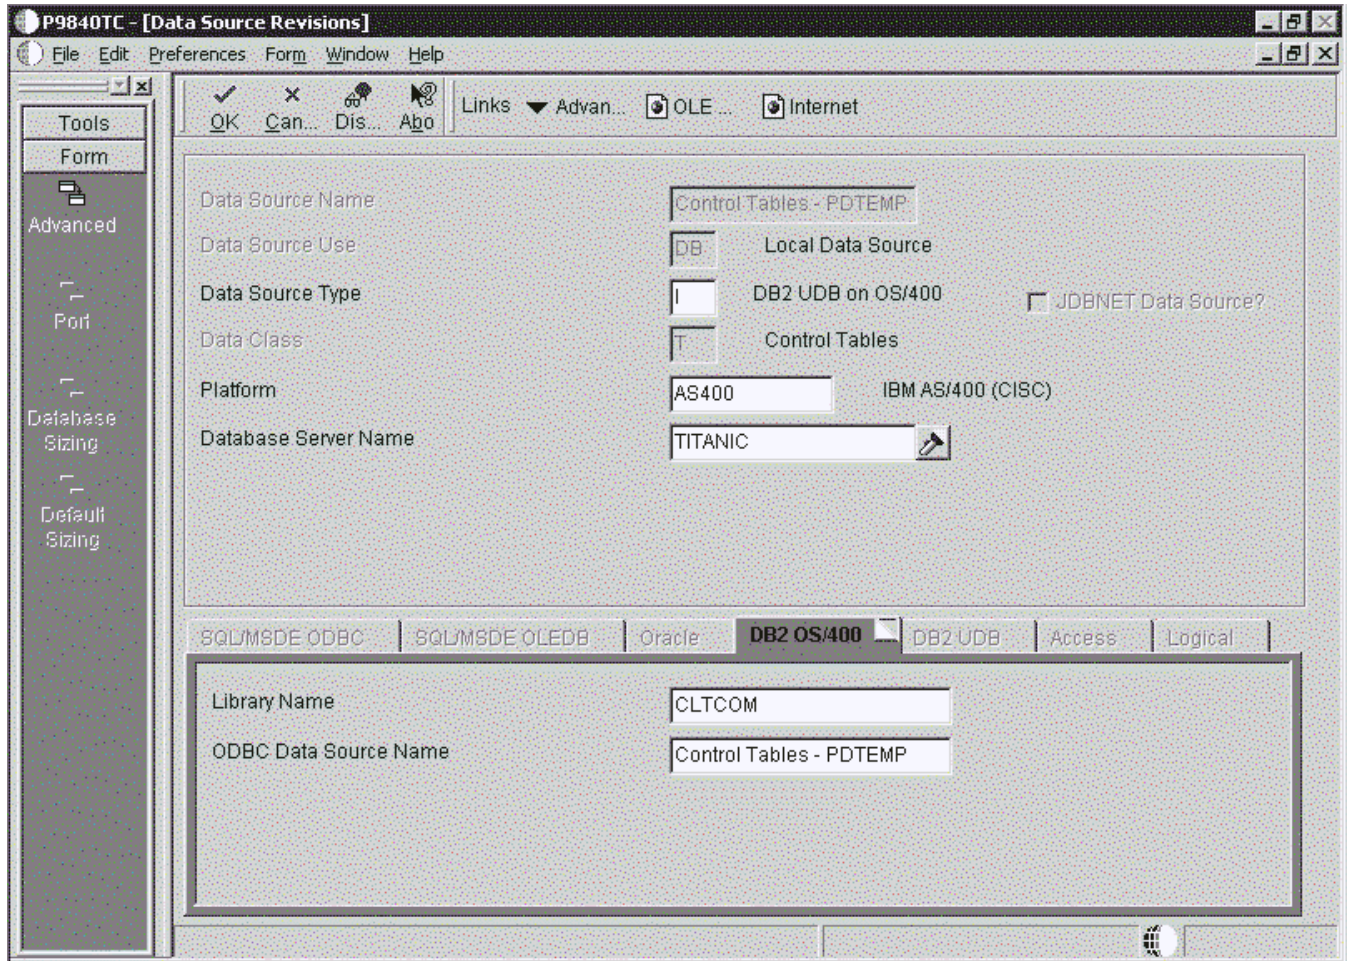 P9840TC - [Data Source Revisions]
File Edit Preferences Form Window Help
Tools
Form
Advanced
Port
Database
Sizing
Default
Sizing
OK Can... Dis... Abo Links Advan... OLE ... Internet
Data Source Name Control Tables - PDTEMP
Data Source Use DB Local Data Source
Data Source Type I DB2 UDB on OS/400 JDBNET Data Source?
Data Class T Control Tables
Platform AS400 IBM AS/400 (CISC)
Database Server Name TITANIC
SQL/MSDE ODBC SQL/MSDE OLEDB Oracle DB2 OS/400 DB2 UDB Access Logical
Library Name CLTCOM
ODBC Data Source Name Control Tables - PDTEMP